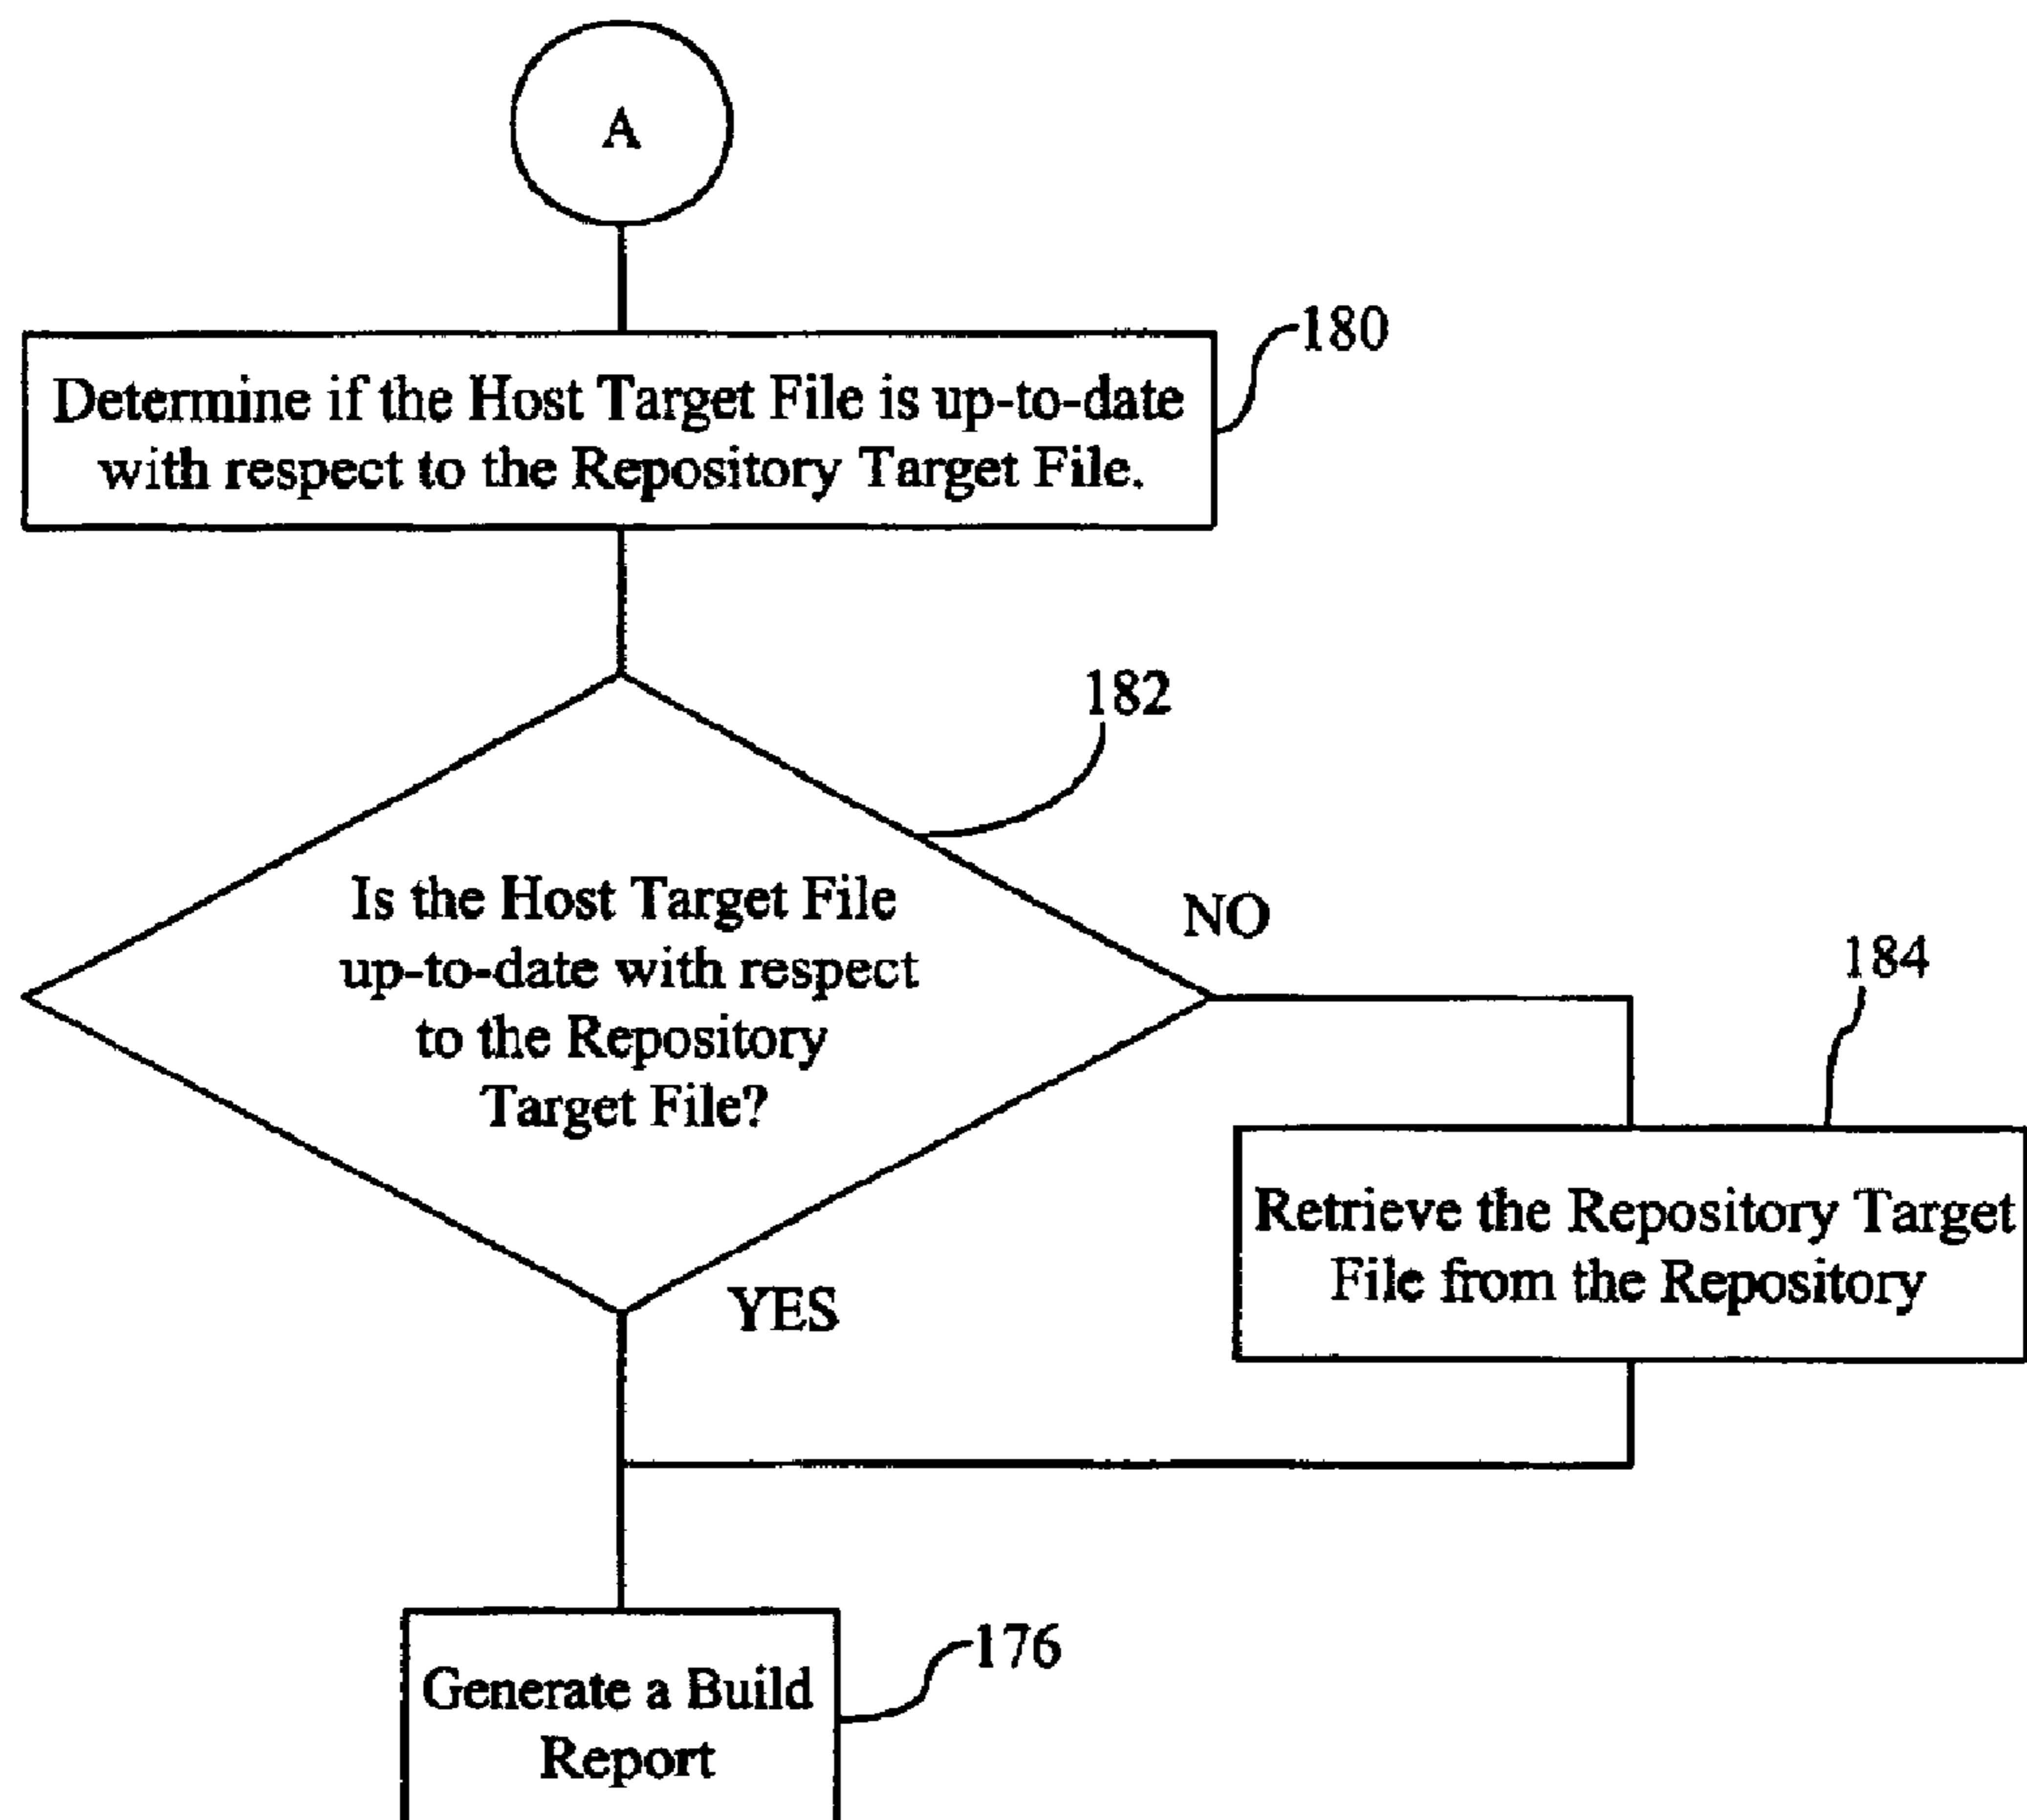 A
180
Determine if the Host Target File is up-to-date
with respect to the Repository Target File.
182
Is the Host Target File
up-to-date with respect
to the Repository
Target File?
NO
184
Retrieve the Repository Target
File from the Repository
YES
176
Generate a Build
Report